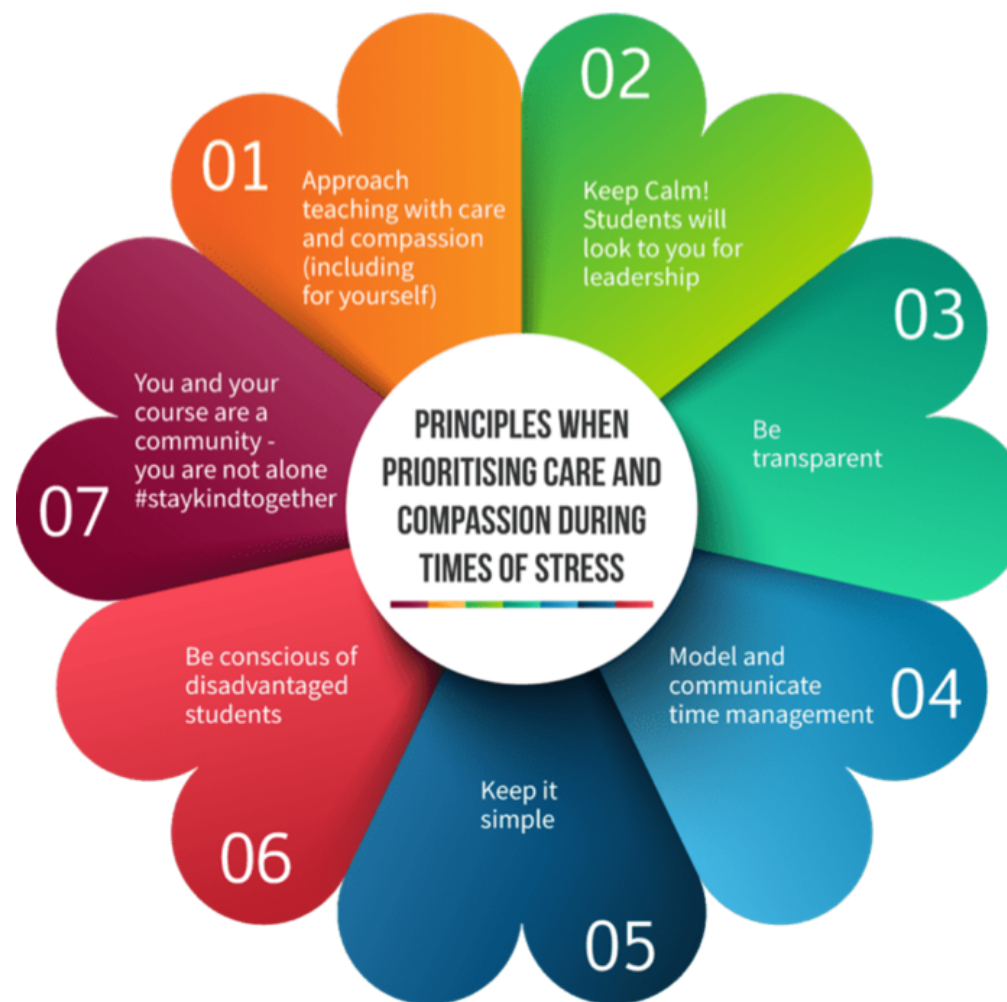 PRINCIPLES WHEN
PRIORITISING CARE AND
COMPASSION DURING
TIMES OF STRESS
01
Approach
teaching with care
and compassion
(including
for yourself)
02
Keep Calm!
Students will
look to you for
leadership
03
Be
transparent
04
Model and
communicate
time management
05
Keep it
simple
06
Be conscious of
disadvantaged
students
07
You and your
course are a
community -
you are not alone
#staykindtogether